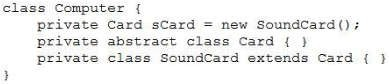 class Computer {
    private Card sCard = new SoundCard();
    private abstract class Card { }
    private class SoundCard extends Card { }
}